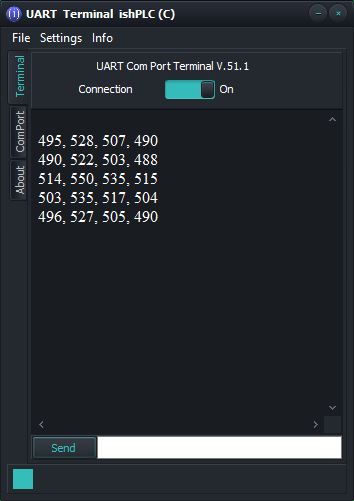 UART Terminal ishPLC (C)
File Settings Info
UART Com Port Terminal V.51.1
Connection On
Terminal
ComPort
About
495, 528, 507, 490
490, 522, 503, 488
514, 550, 535, 515
503, 535, 517, 504
496, 527, 505, 490
Send